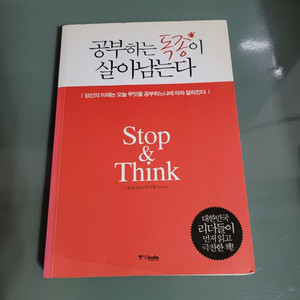 공부하는 독종이
살아남는다
[ 당신의 미래는 오늘 무엇을 공부하느냐에 따라 달라진다 ]
Stop
&
Think
대한민국
리더들이
먼저 읽고
극찬한 책!